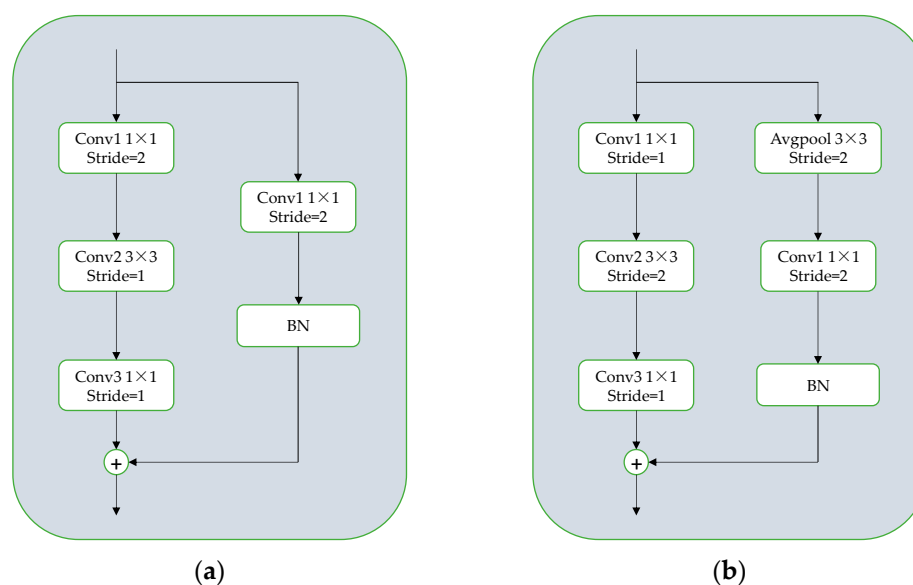 Conv1 1×1
Stride=2
Conv2 3×3
Stride=1
Conv3 1×1
Stride=1
+
Conv1 1×1
Stride=2
BN
(a)
Conv1 1×1
Stride=1
Conv2 3×3
Stride=2
Conv3 1×1
Stride=1
+
Avgpool 3×3
Stride=2
Conv1 1×1
Stride=2
BN
(b)